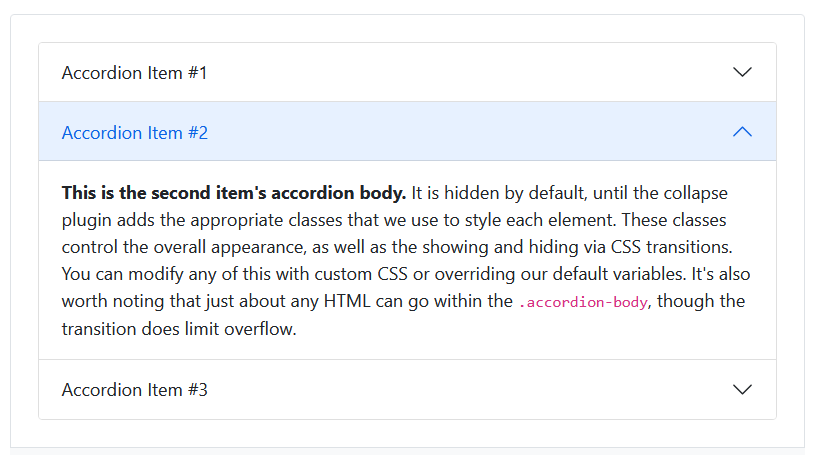 Accordion Item #1
Accordion Item #2
This is the second item's accordion body. It is hidden by default, until the collapse
plugin adds the appropriate classes that we use to style each element. These classes
control the overall appearance, as well as the showing and hiding via CSS transitions.
You can modify any of this with custom CSS or overriding our default variables. It's also
worth noting that just about any HTML can go within the .accordion-body, though the
transition does limit overflow.
Accordion Item #3